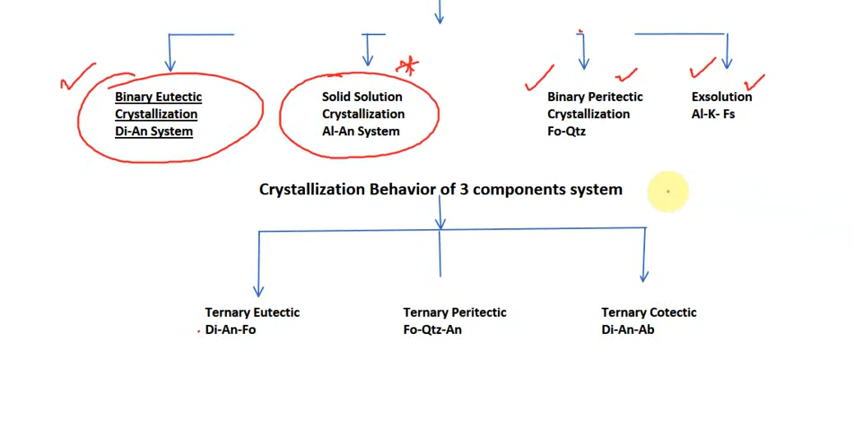 Binary Eutectic
Crystallization
Di-An System
Solid Solution
Crystallization
Al-An System
Binary Peritectic
Crystallization
Fo-Qtz
Exsolution
Al-K- Fs
Crystallization Behavior of 3 components system
Ternary Eutectic
Di-An-Fo
Ternary Peritectic
Fo-Qtz-An
Ternary Cotectic
Di-An-Ab